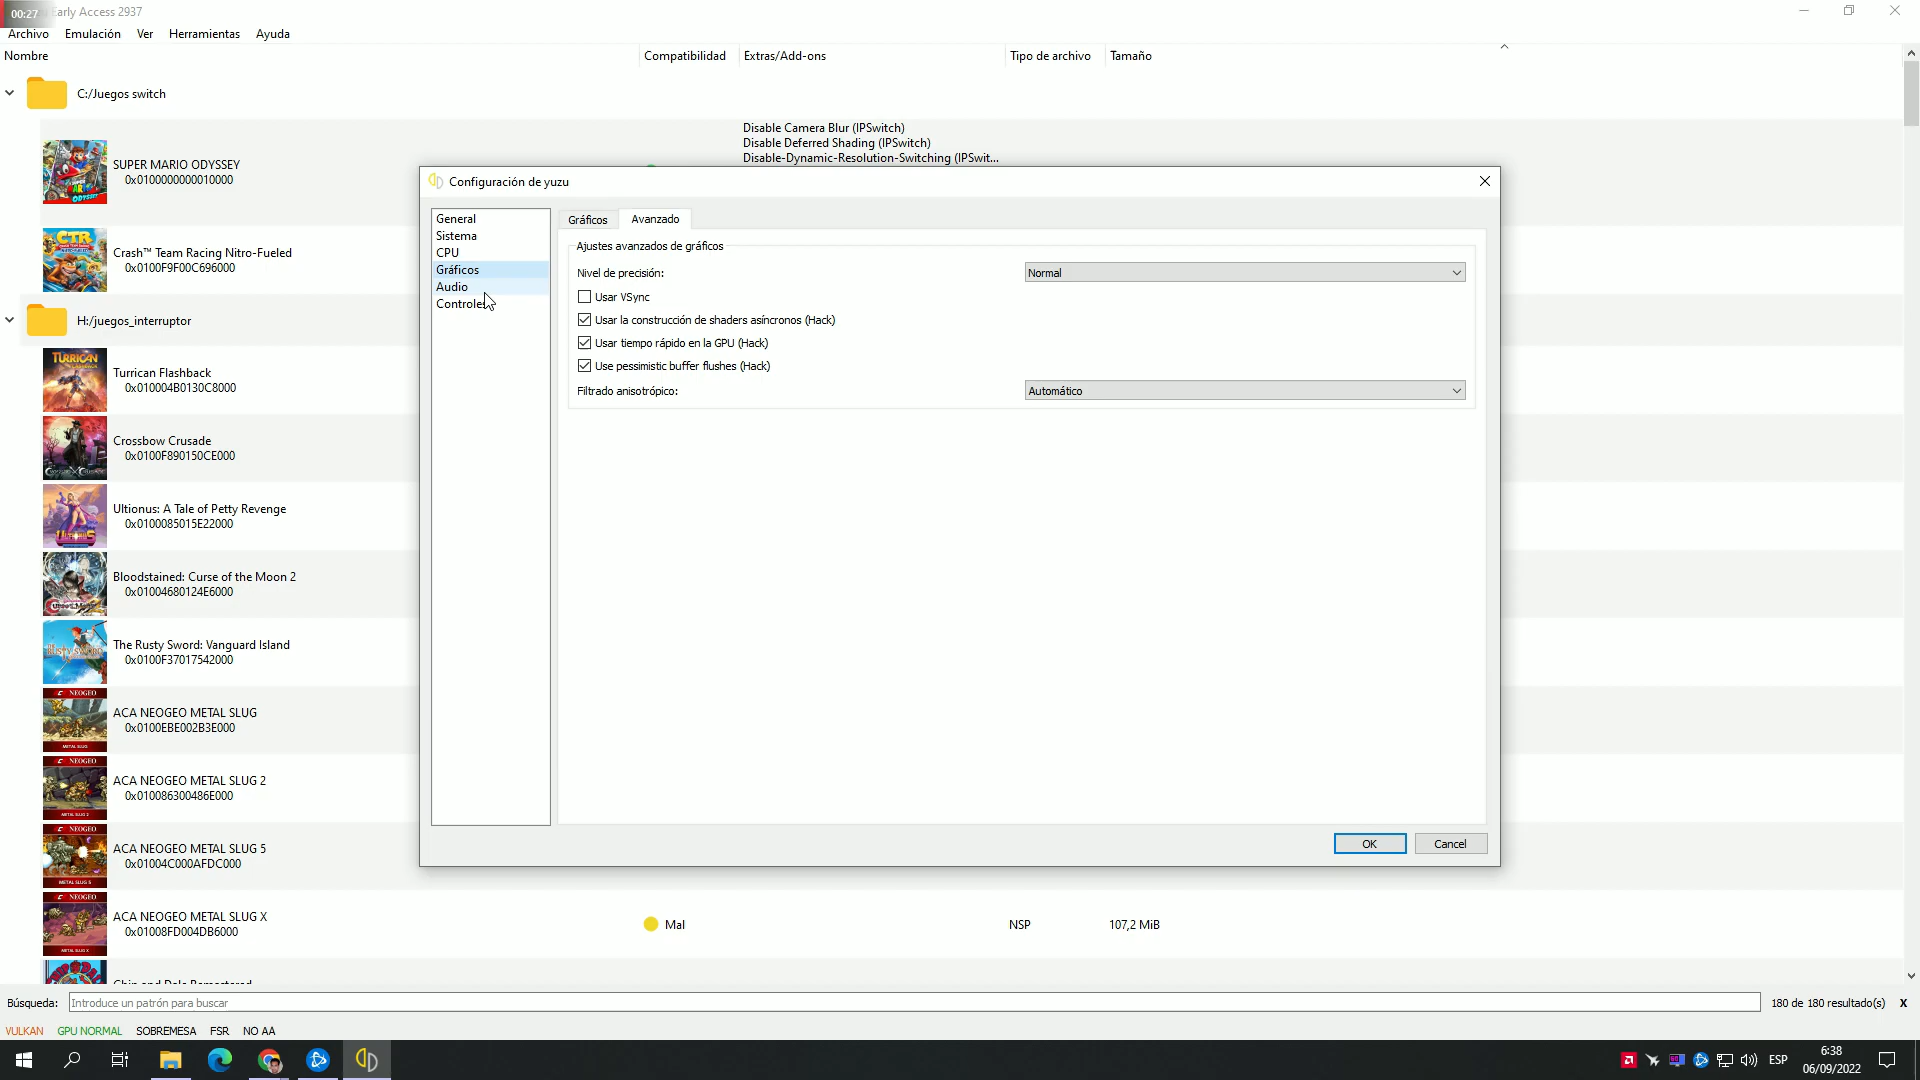 00:27
Early Access 2937
Archivo Emulación Ver Herramientas Ayuda
Nombre Compatibilidad Extras/Add-ons Tipo de archivo Tamaño
C:/Juegos switch
Disable Camera Blur (IPSwitch)
Disable Deferred Shading (IPSwitch)
Disable-Dynamic-Resolution-Switching (IPSwit...
SUPER MARIO ODYSSEY
0x0100000000010000
Crash™ Team Racing Nitro-Fueled
0x0100F9F00C696000
H:/juegos_interruptor
Turrican Flashback
0x010004B0130C8000
Crossbow Crusade
0x0100F890150CE000
Ultionus: A Tale of Petty Revenge
0x0100085015E22000
Bloodstained: Curse of the Moon 2
0x01004680124E6000
The Rusty Sword: Vanguard Island
0x0100F37017542000
ACA NEOGEO METAL SLUG
0x0100EBE002B3E000
ACA NEOGEO METAL SLUG 2
0x010086300486E000
ACA NEOGEO METAL SLUG 5
0x01004C000AFDC000
ACA NEOGEO METAL SLUG X
0x01008FD004DB6000
Mal NSP 107,2 MiB
Configuración de yuzu
General
Sistema
CPU
Gráficos
Audio
Controles
Gráficos Avanzado
Ajustes avanzados de gráficos
Nivel de precisión: Normal
Usar VSync
Usar la construcción de shaders asíncronos (Hack)
Usar tiempo rápido en la GPU (Hack)
Use pessimistic buffer flushes (Hack)
Filtrado anisotrópico: Automático
OK Cancel
Búsqueda: Introduce un patrón para buscar 180 de 180 resultado(s) X
VULKAN GPU NORMAL SOBREMESA FSR NO AA
ESP
6:38
06/09/2022